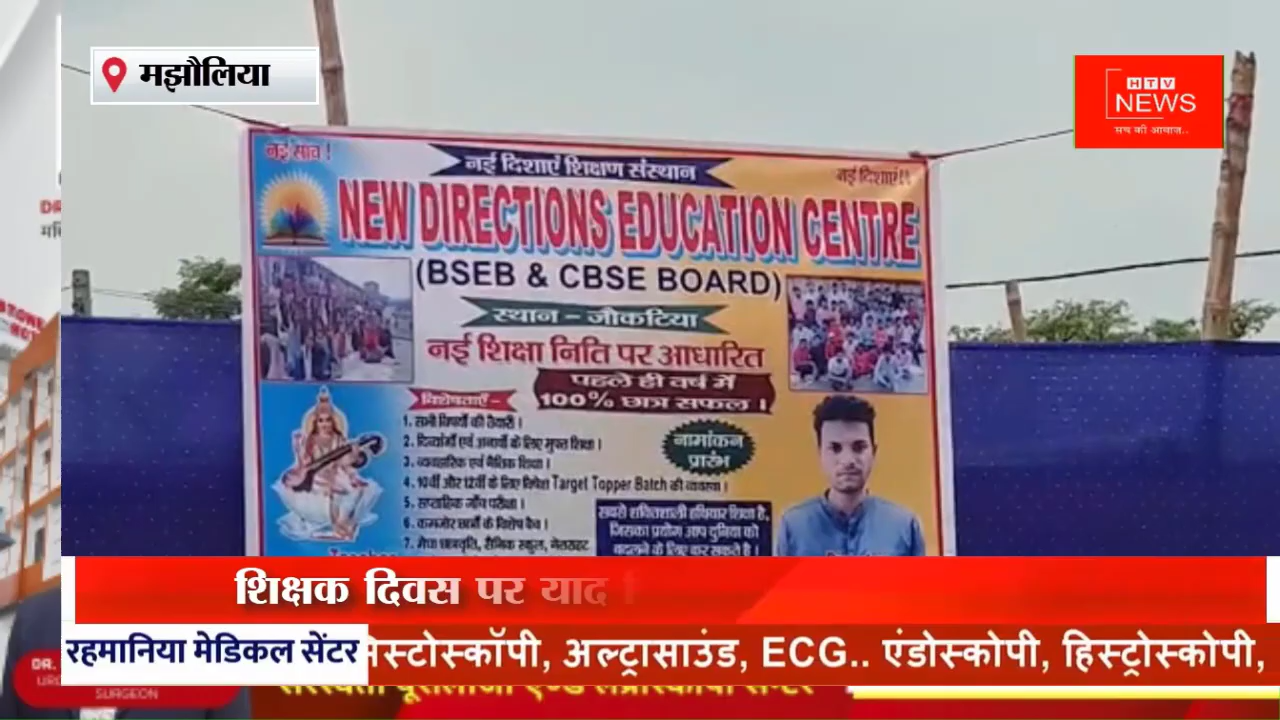 मझौलिया
HTV
NEWS
सच की आवाज..
नई सोच !
नई दिशाएं शिक्षण संस्थान
नई दिशाएं !!
NEW DIRECTIONS EDUCATION CENTRE
(BSEB & CBSE BOARD)
स्थान – जौकटिया
नई शिक्षा निति पर आधारित
पहले ही वर्ष में
100% छात्र सफल ।
विशेषताएँ –
1. सभी विषयों की तैयारी ।
2. दिव्यांगों एवं अनाथों के लिए मुफ्त शिक्षा ।
3. व्यवहारिक एवं नैतिक शिक्षा ।
4. 10वीं और 12वीं के लिए विशेष Target Topper Batch की व्यवस्था ।
5. साप्ताहिक जाँच परीक्षा ।
6. कमजोर छात्रों के विशेष बैच ।
7. मेधा छात्रवृति, सैनिक स्कूल, नेतरहाट
नामांकन
प्रारंभ
सबसे शक्तिशाली हथियार शिक्षा है,
जिसका प्रयोग आप दुनिया को
बदलने के लिए कर सकते है ।
शिक्षक दिवस पर याद
रहमानिया मेडिकल सेंटर
स्टोस्कॉपी, अल्ट्रासाउंड, ECG.. एंडोस्कोपी, हिस्ट्रोस्कोपी,
DR.
SURGEON